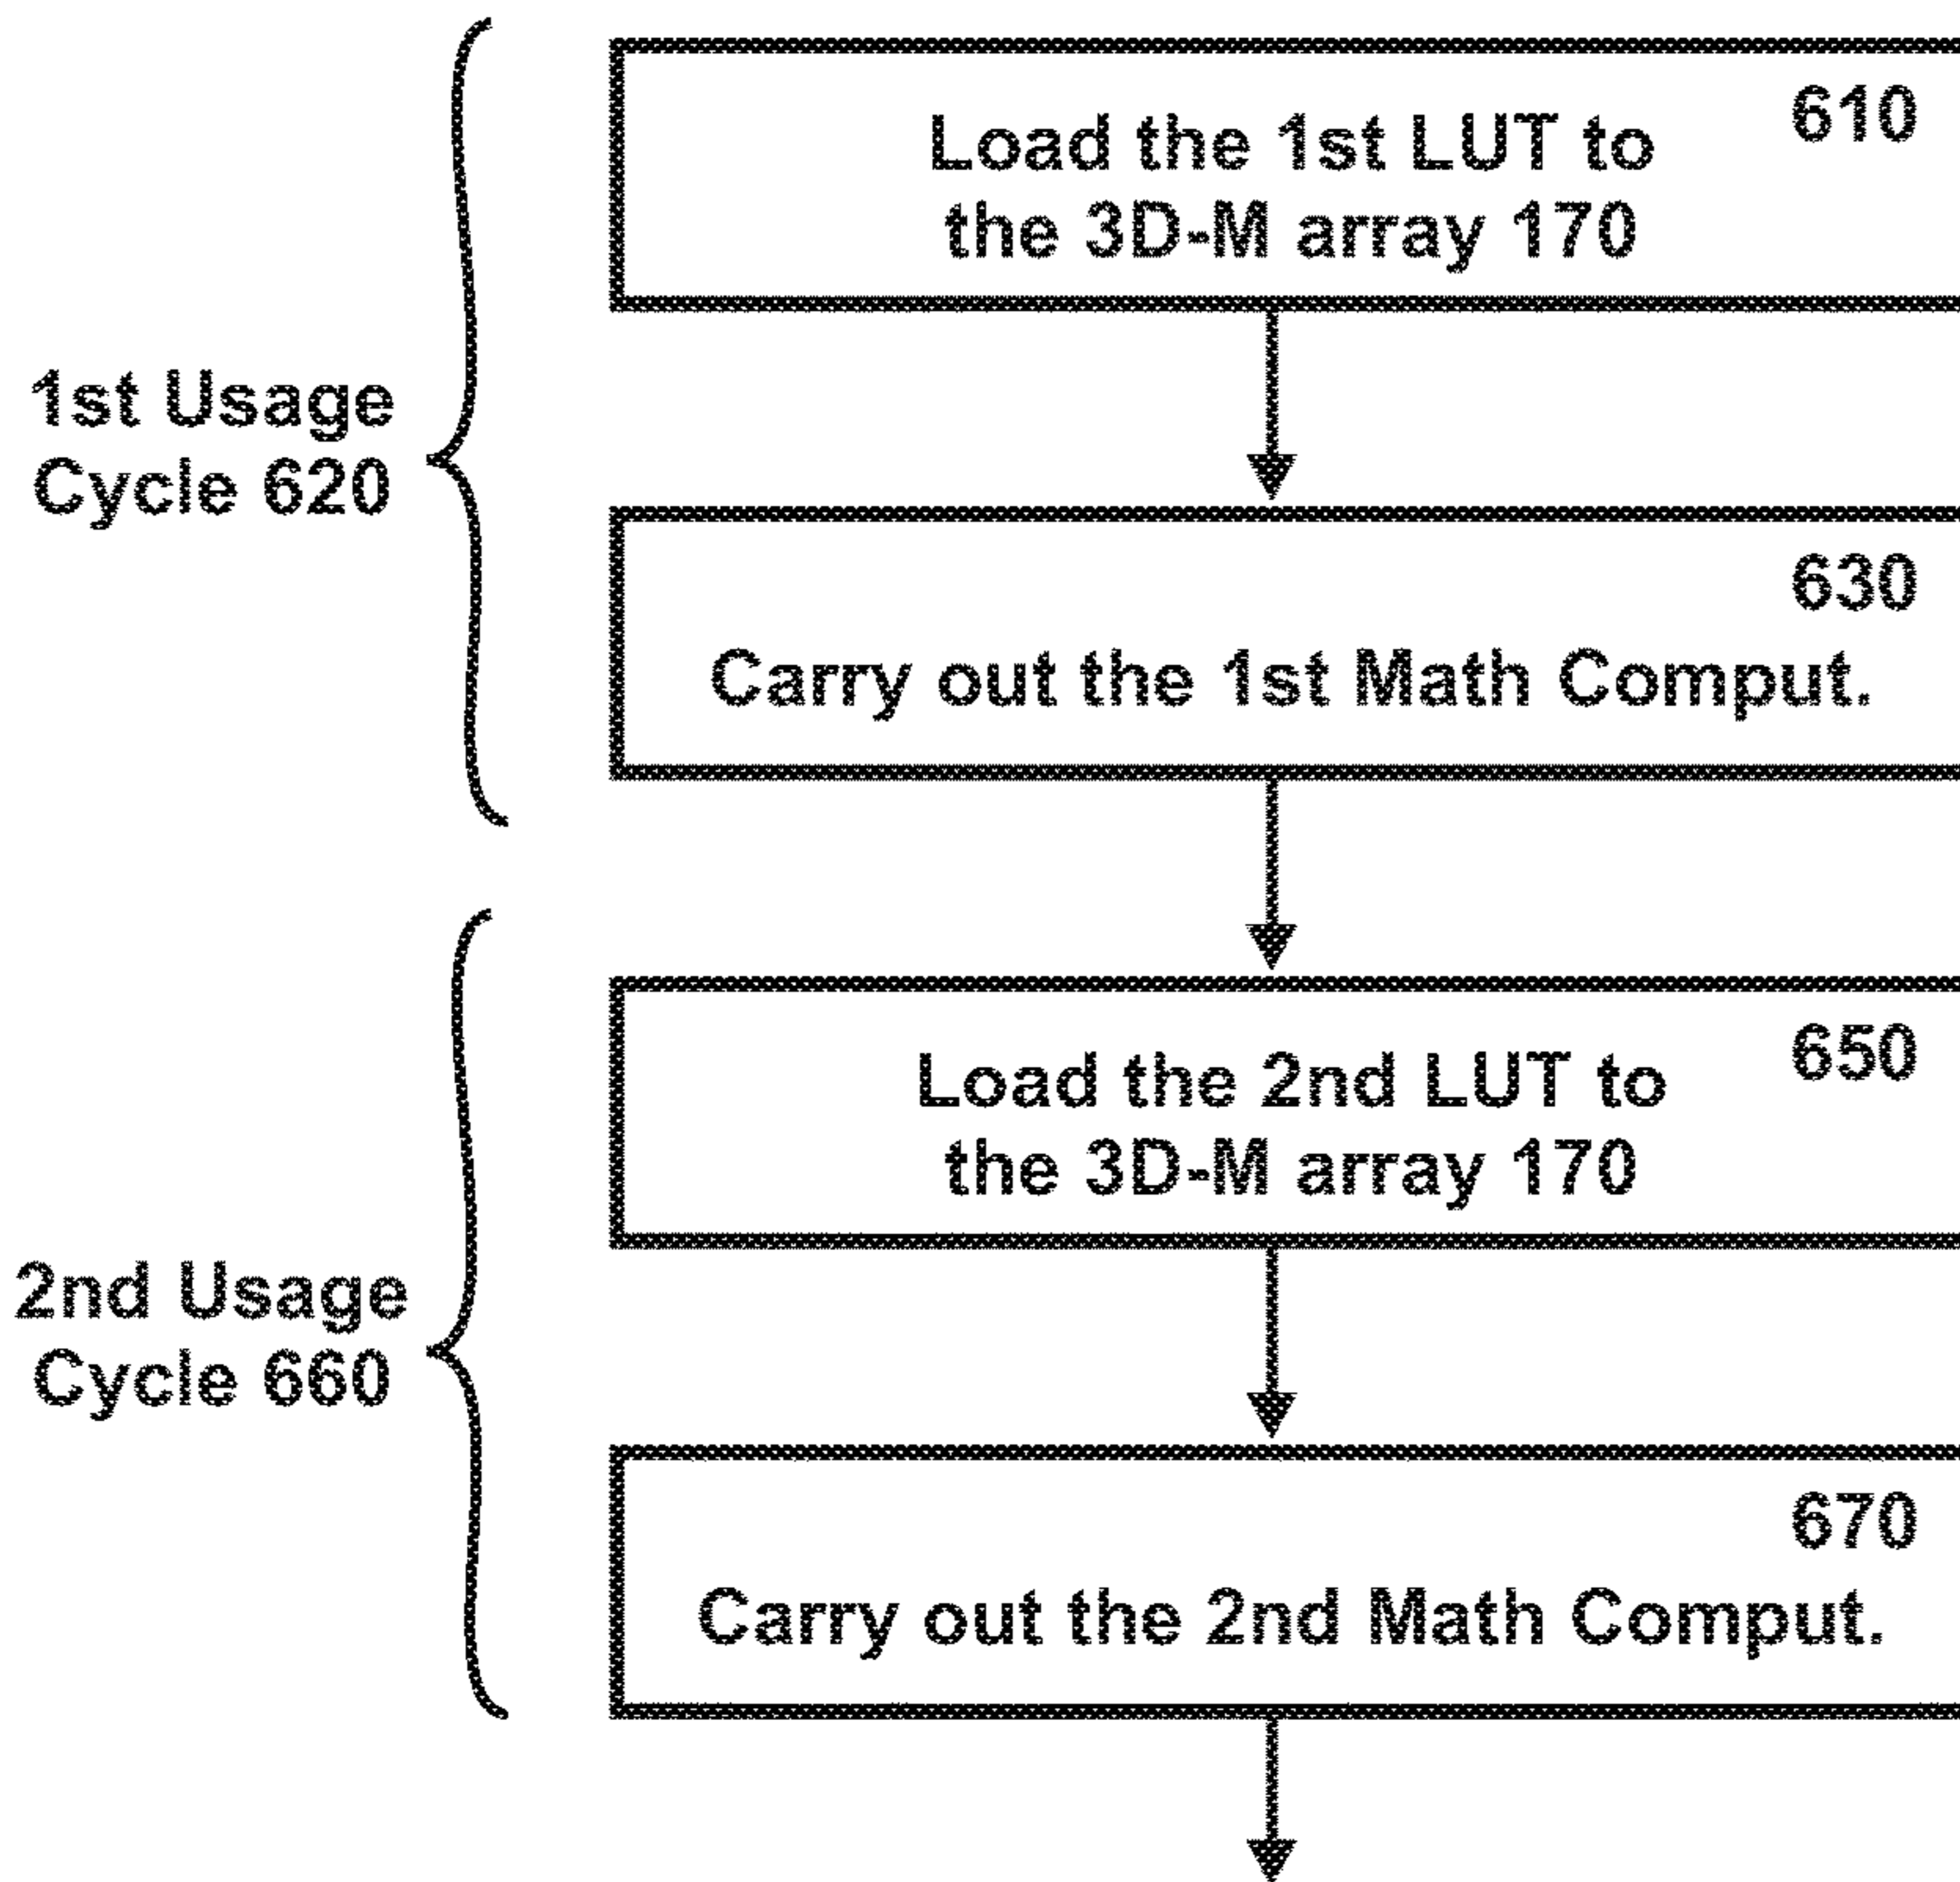 610
Load the 1st LUT to
the 3D-M array 170
1st Usage
Cycle 620
630
Carry out the 1st Math Comput.
650
Load the 2nd LUT to
the 3D-M array 170
2nd Usage
Cycle 660
670
Carry out the 2nd Math Comput.